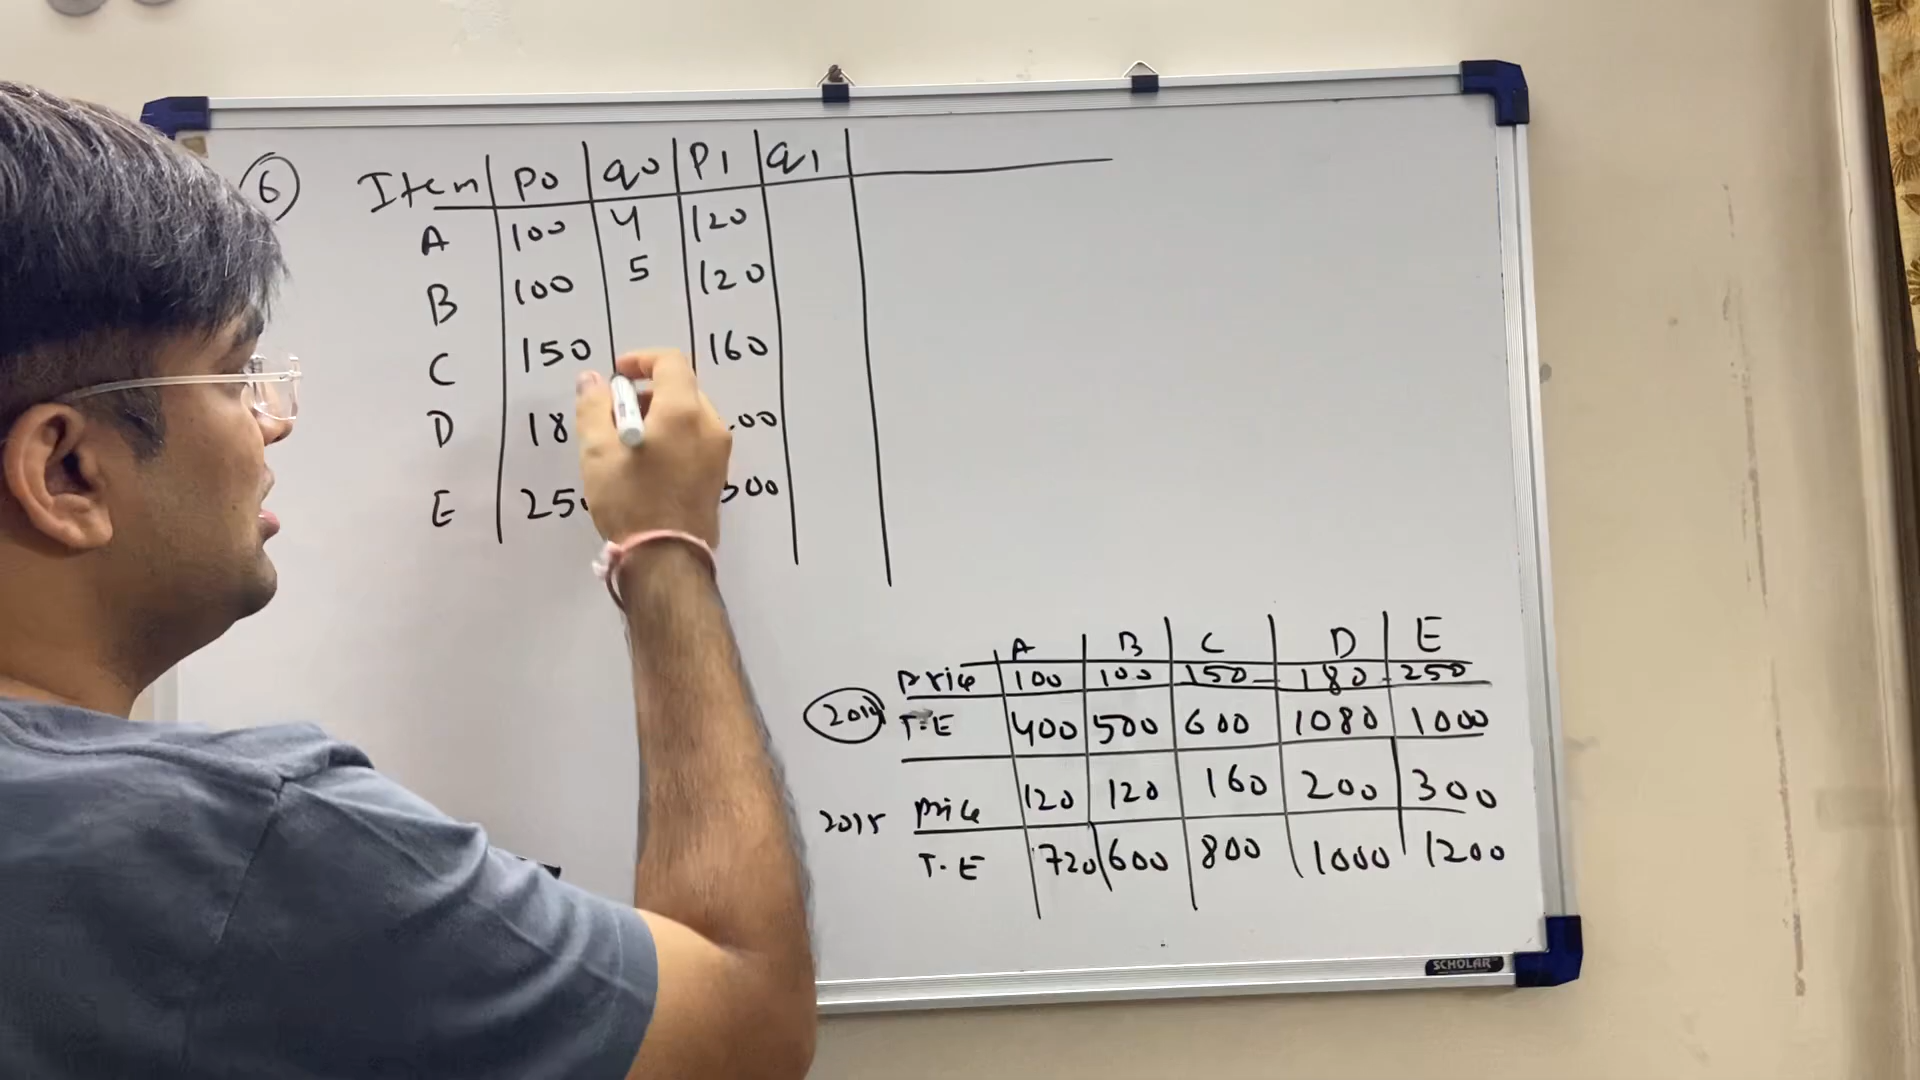 6 Item p0 q0 p1 q1
A 100 4 120
B 100 5 120
C 150 160
D 18 00
E 25 300
A B C D E
Price 100 100 150 180 250
2014 T.E 400 500 600 1080 1000
2015 Price 120 120 160 200 300
T.E 720 600 800 1000 1200
SCHOLAR